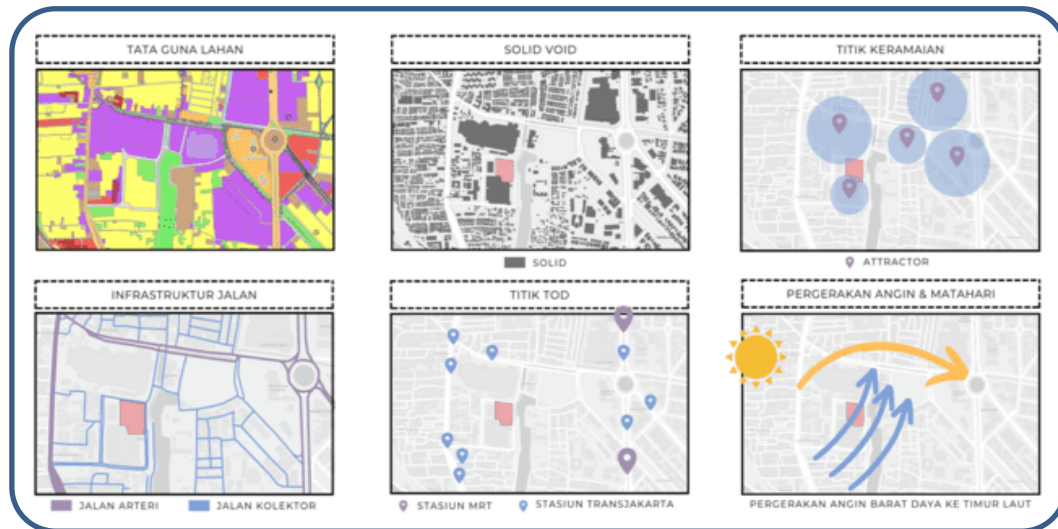 TATA GUNA LAHAN
SOLID VOID
TITIK KERAMAIAN
SOLID
ATTRACTOR
INFRASTRUKTUR JALAN
TITIK TOD
PERGERAKAN ANGIN & MATAHARI
JALAN ARTERI
JALAN KOLEKTOR
STASIUN MRT
STASIUN TRANSJAKARTA
PERGERAKAN ANGIN BARAT DAYA KE TIMUR LAUT